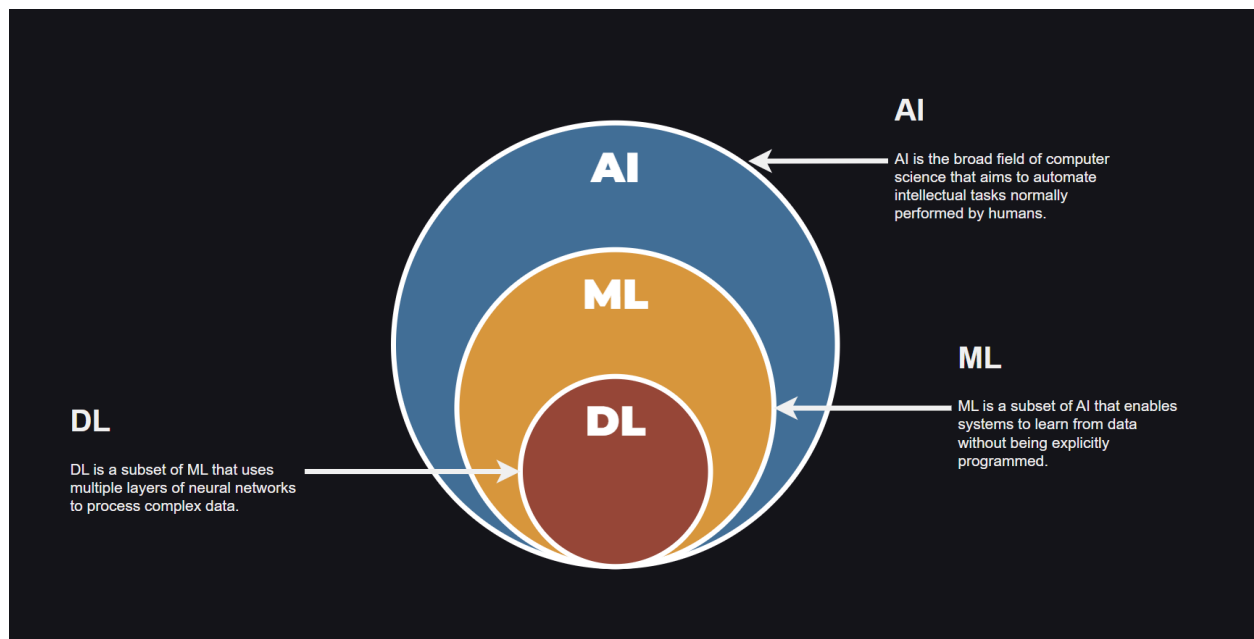 AI
AI is the broad field of computer
science that aims to automate
intellectual tasks normally
performed by humans.
AI
ML
DL
ML
ML is a subset of AI that enables
systems to learn from data
without being explicitly
programmed.
DL
DL is a subset of ML that uses
multiple layers of neural networks
to process complex data.